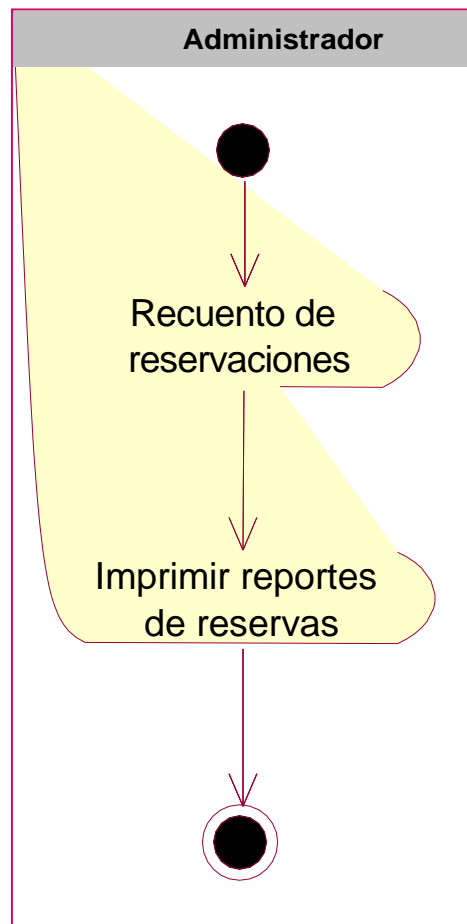 Administrador
Recuento de
reservaciones
Imprimir reportes
de reservas